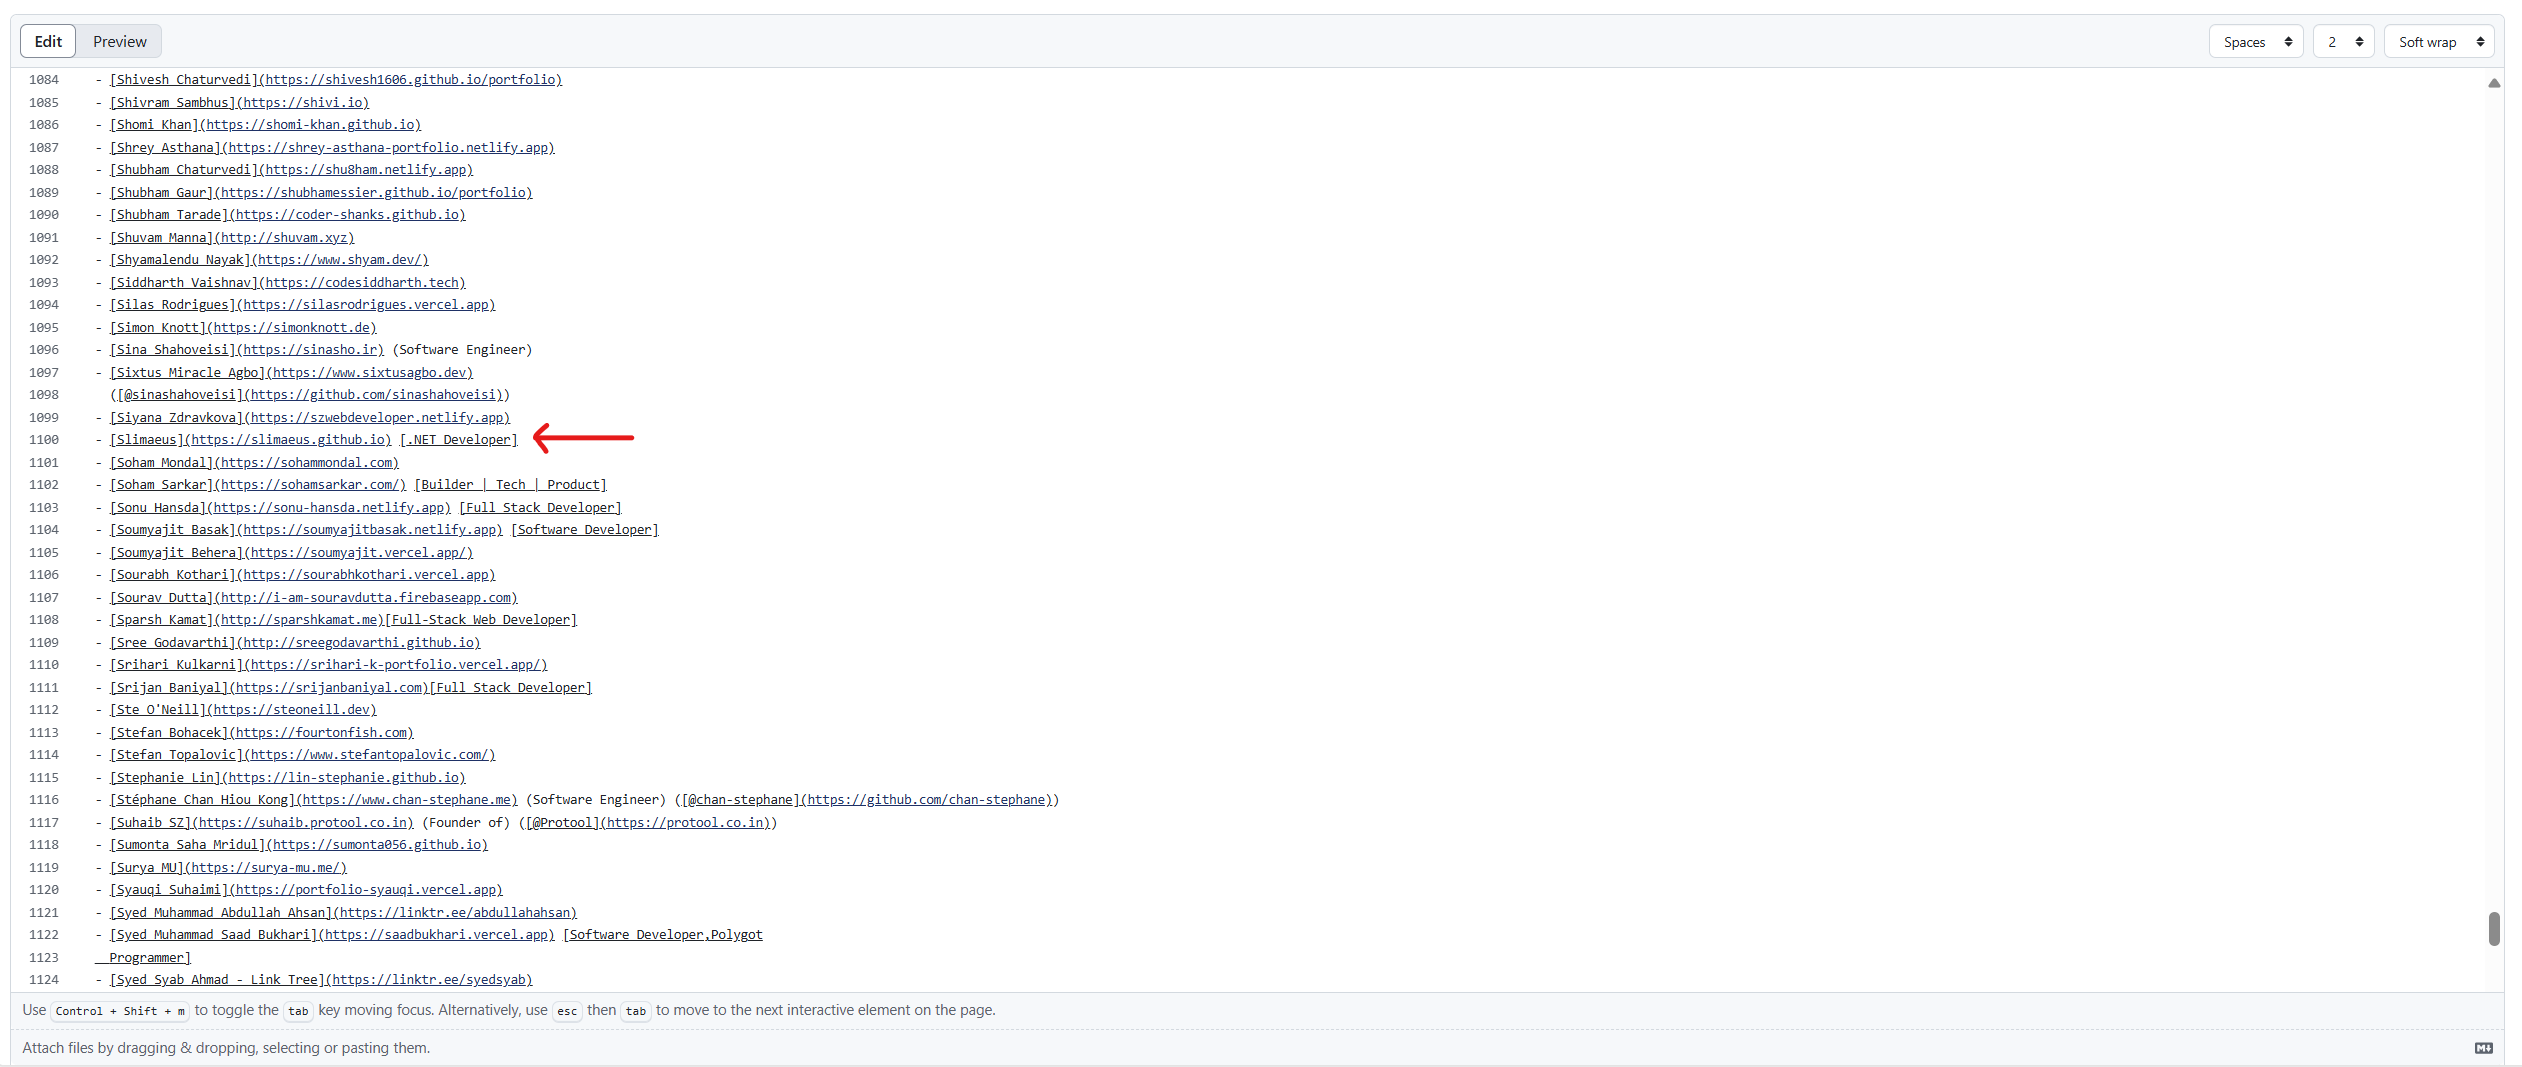 Edit Preview Spaces 2 Soft wrap
1084 - [Shivesh Chaturvedi](https://shivesh1606.github.io/portfolio)
1085 - [Shivram Sambhus](https://shivi.io)
1086 - [Shomi Khan](https://shomi-khan.github.io)
1087 - [Shrey Asthana](https://shrey-asthana-portfolio.netlify.app)
1088 - [Shubham Chaturvedi](https://shu8ham.netlify.app)
1089 - [Shubham Gaur](https://shubhamessier.github.io/portfolio)
1090 - [Shubham Tarade](https://coder-shanks.github.io)
1091 - [Shuvam Manna](http://shuvam.xyz)
1092 - [Shyamalendu Nayak](https://www.shyam.dev/)
1093 - [Siddharth Vaishnav](https://codesiddharth.tech)
1094 - [Silas Rodrigues](https://silasrodrigues.vercel.app)
1095 - [Simon Knott](https://simonknott.de)
1096 - [Sina Shahoveisi](https://sinasho.ir) (Software Engineer)
1097 - [Sixtus Miracle Agbo](https://www.sixtusagbo.dev)
1098 ([@sinashahoveisi](https://github.com/sinashahoveisi))
1099 - [Siyana Zdravkova](https://szwebdeveloper.netlify.app)
1100 - [Slimaeus](https://slimaeus.github.io) [.NET Developer]
1101 - [Soham Mondal](https://sohammondal.com)
1102 - [Soham Sarkar](https://sohamsarkar.com/) [Builder | Tech | Product]
1103 - [Sonu Hansda](https://sonu-hansda.netlify.app) [Full Stack Developer]
1104 - [Soumyajit Basak](https://soumyajitbasak.netlify.app) [Software Developer]
1105 - [Soumyajit Behera](https://soumyajit.vercel.app/)
1106 - [Sourabh Kothari](https://sourabhkothari.vercel.app)
1107 - [Sourav Dutta](http://i-am-souravdutta.firebaseapp.com)
1108 - [Sparsh Kamat](http://sparshkamat.me)[Full-Stack Web Developer]
1109 - [Sree Godavarthi](http://sreegodavarthi.github.io)
1110 - [Srihari Kulkarni](https://srihari-k-portfolio.vercel.app/)
1111 - [Srijan Baniyal](https://srijanbaniyal.com)[Full Stack Developer]
1112 - [Ste O'Neill](https://steoneill.dev)
1113 - [Stefan Bohacek](https://fourtonfish.com)
1114 - [Stefan Topalovic](https://www.stefantopalovic.com/)
1115 - [Stephanie Lin](https://lin-stephanie.github.io)
1116 - [Stéphane Chan Hiou Kong](https://www.chan-stephane.me) (Software Engineer) ([@chan-stephane](https://github.com/chan-stephane))
1117 - [Suhaib SZ](https://suhaib.protool.co.in) (Founder of) ([@Protool](https://protool.co.in))
1118 - [Sumonta Saha Mridul](https://sumonta056.github.io)
1119 - [Surya MU](https://surya-mu.me/)
1120 - [Syauqi Suhaimi](https://portfolio-syauqi.vercel.app)
1121 - [Syed Muhammad Abdullah Ahsan](https://linktr.ee/abdullahahsan)
1122 - [Syed Muhammad Saad Bukhari](https://saadbukhari.vercel.app) [Software Developer,Polygot
1123 Programmer]
1124 - [Syed Syab Ahmad - Link Tree](https://linktr.ee/syedsyab)
Use Control + Shift + m to toggle the tab key moving focus. Alternatively, use esc then tab to move to the next interactive element on the page.
Attach files by dragging & dropping, selecting or pasting them.